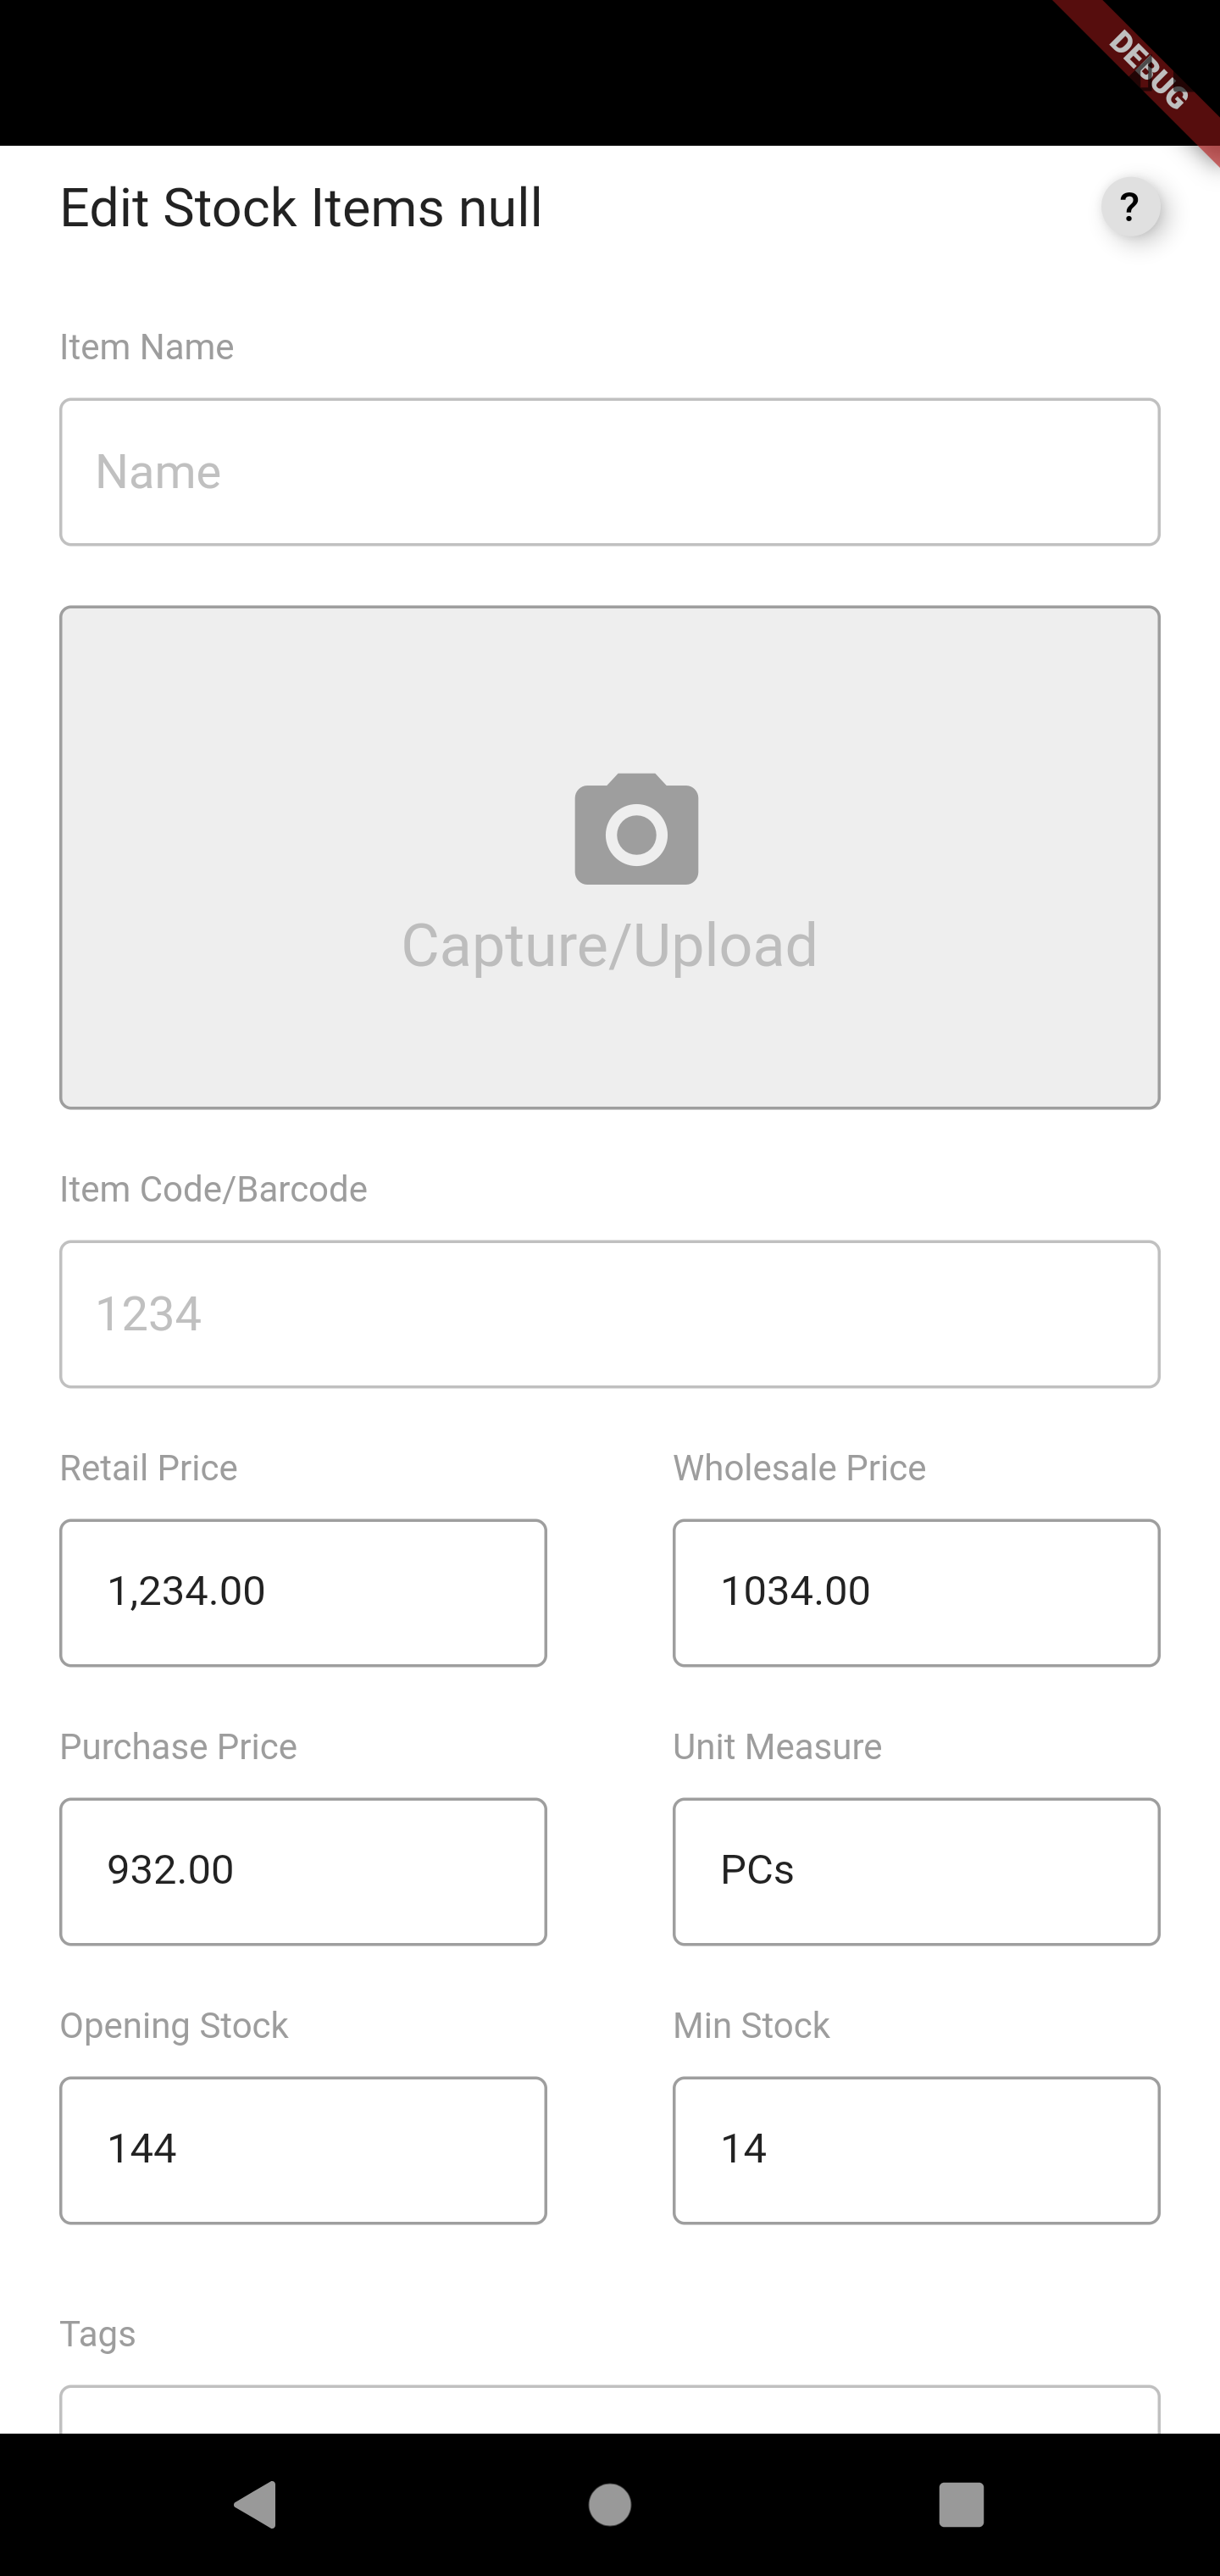 DEBUG
Edit Stock Items null
?
Item Name
Name
Capture/Upload
Item Code/Barcode
1234
Retail Price
Wholesale Price
1,234.00
1034.00
Purchase Price
Unit Measure
932.00
PCs
Opening Stock
Min Stock
144
14
Tags